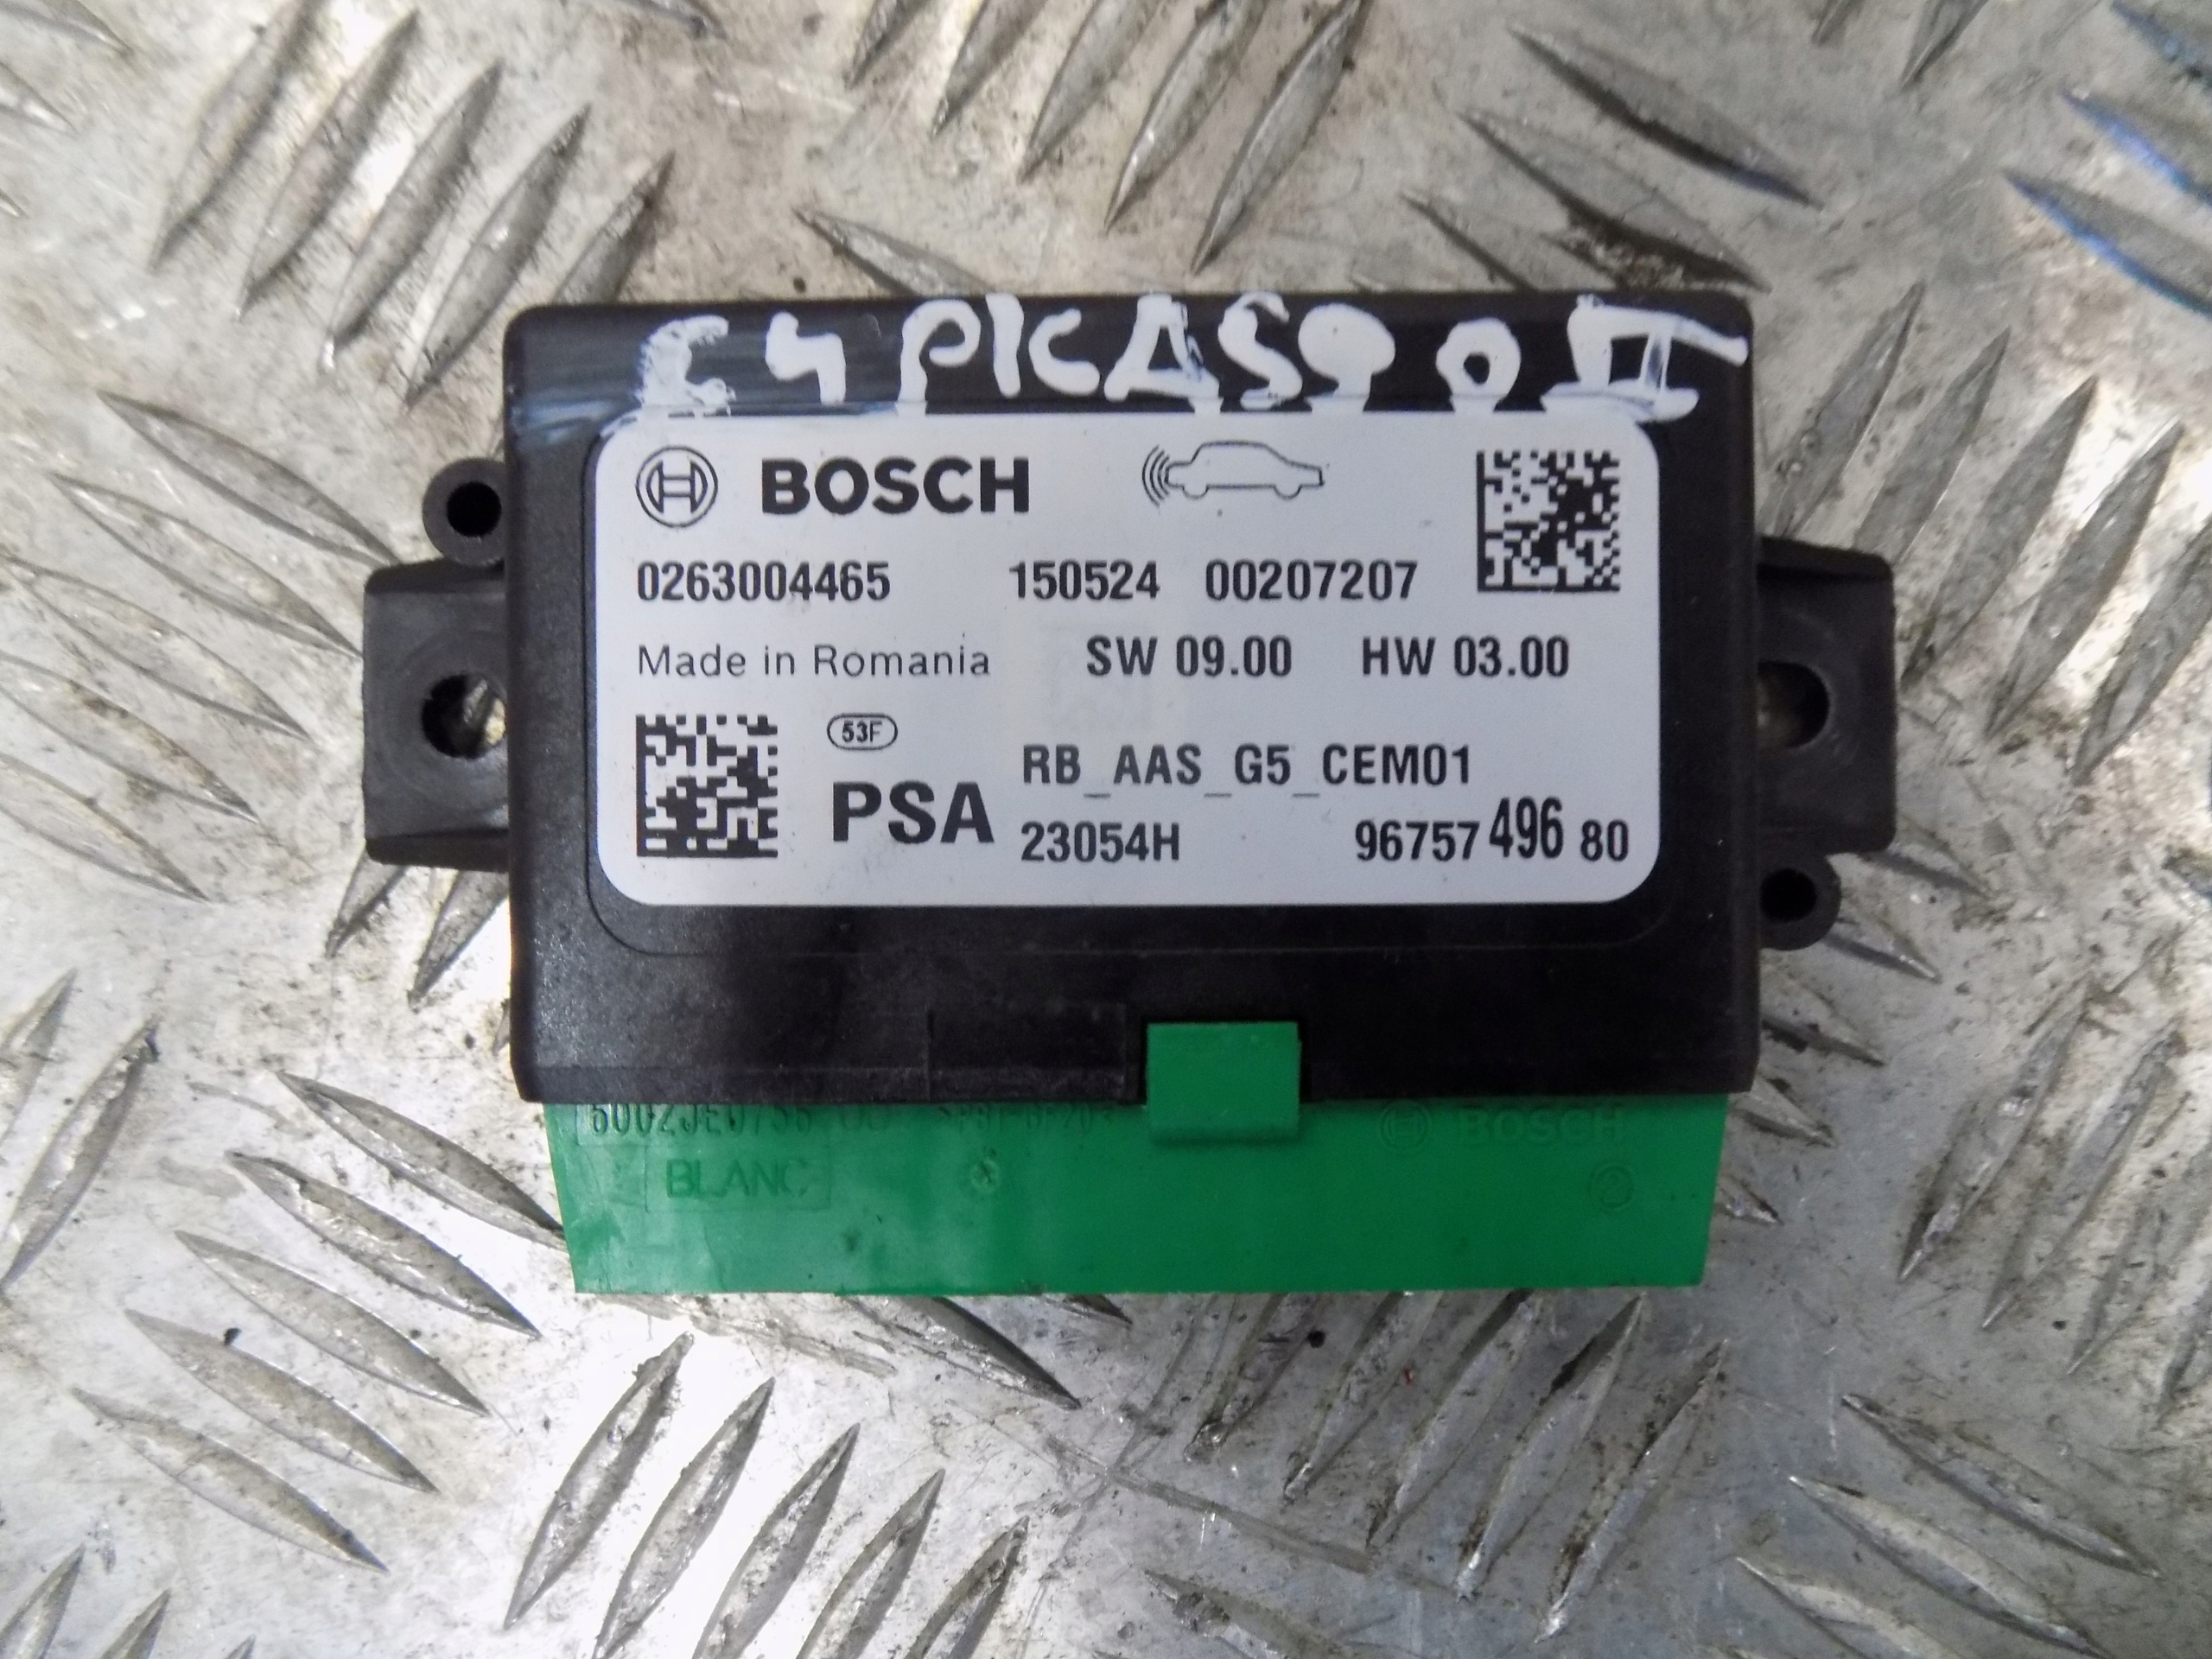 C4 PICASSO II
BOSCH
0263004465 150524 00207207
Made in Romania SW 09.00 HW 03.00
53F
RB_AAS_G5_CEM01
PSA 23054H 96757 496 80
BOSCH
BLANC
2